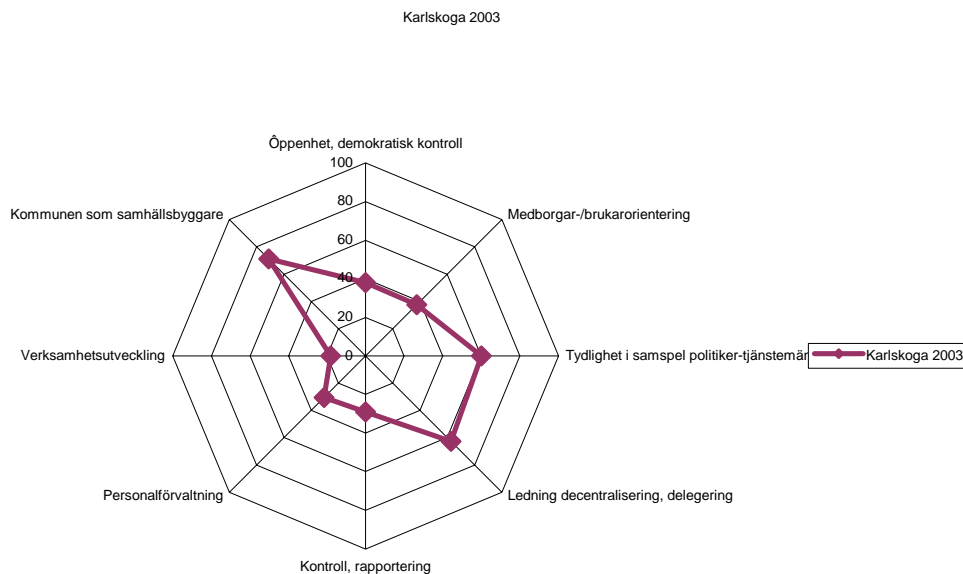 Karlskoga 2003
Ôppenhet, demokratisk kontroll
100
Kommunen som samhällsbyggare
80
Medborgar-/brukarorientering
60
40
20
Verksamhetsutveckling
0
Tydlighet i samspel politiker-tjänstemän
Karlskoga 2003
Personalförvaltning
Ledning decentralisering, delegering
Kontroll, rapportering